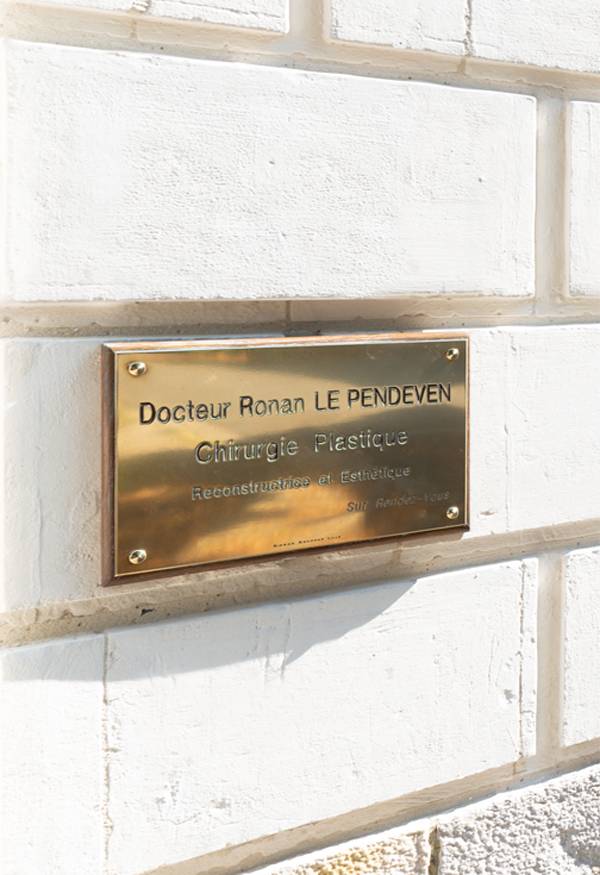 Docteur Ronan LE PENDEVEN
Chirurgie Plastique
Reconstructrice et Esthétique
Sur Rendez-Vous